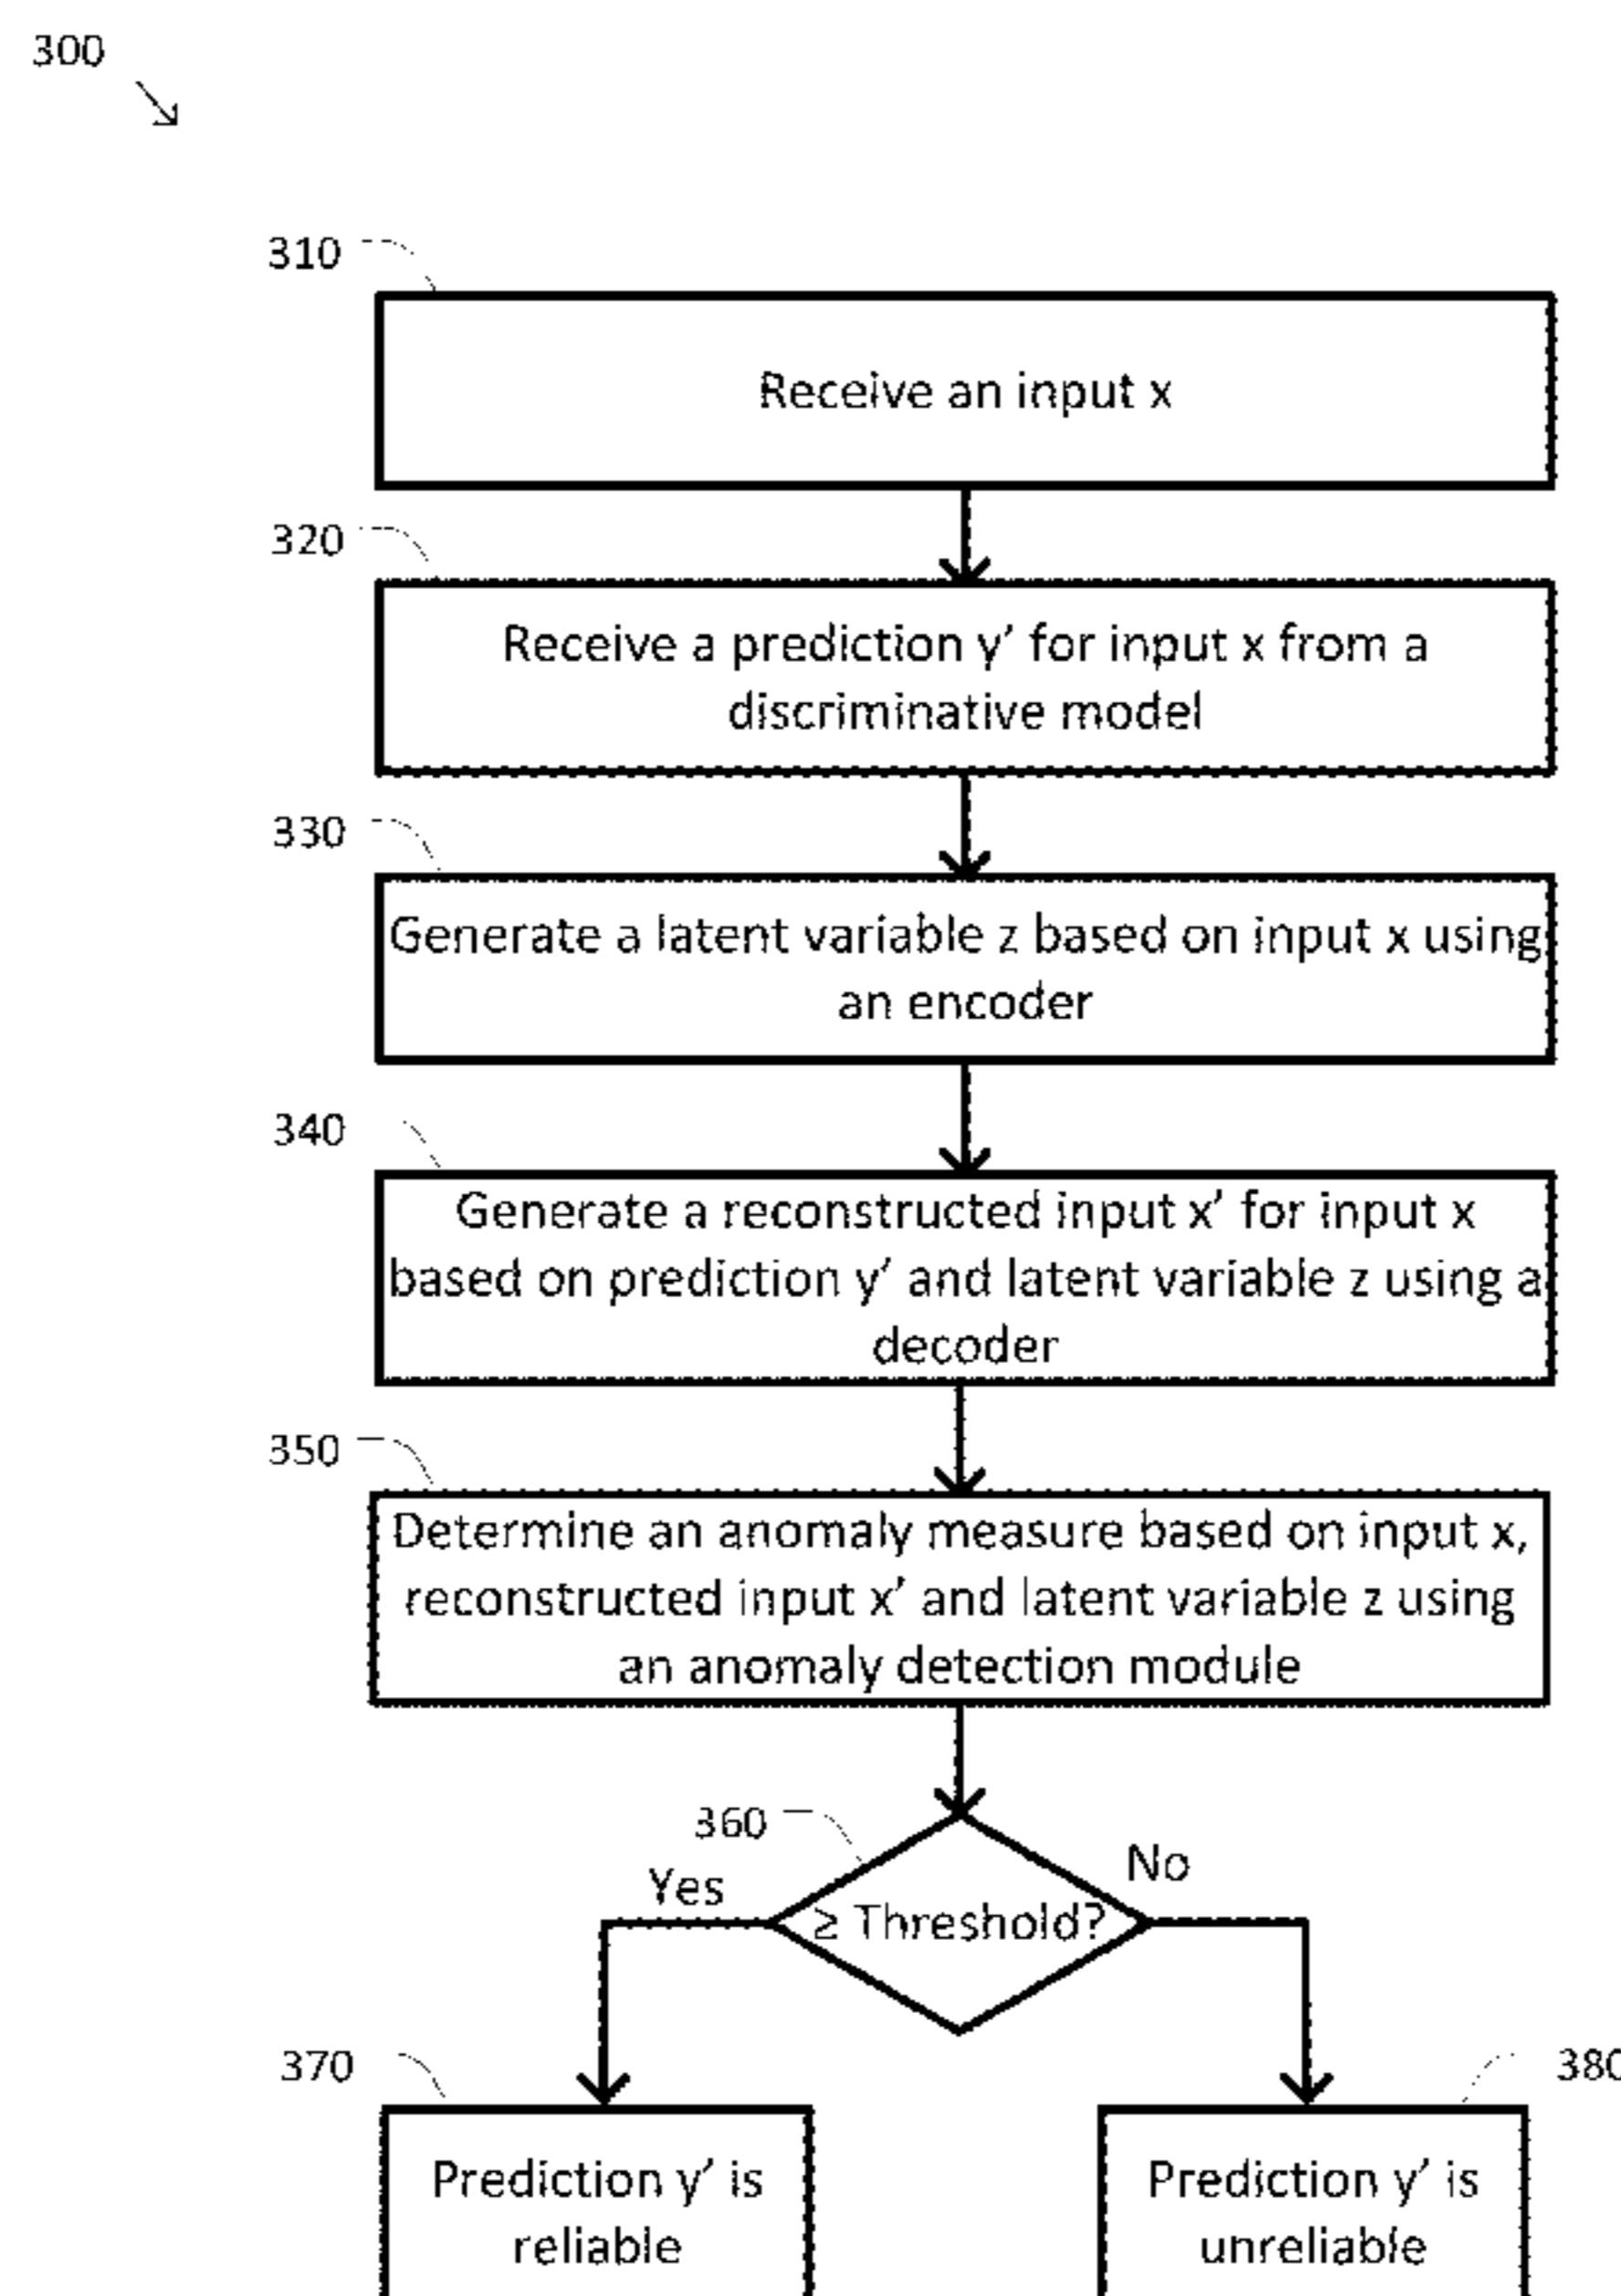 300
310
Receive an input x
320
Receive a prediction y’ for input x from a
discriminative model
330
Generate a latent variable z based on input x using
an encoder
340
Generate a reconstructed input x’ for input x
based on prediction y’ and latent variable z using a
decoder
350
Determine an anomaly measure based on input x,
reconstructed input x’ and latent variable z using
an anomaly detection module
360
Yes
No
≥ Threshold?
370
380
Prediction y’ is
reliable
Prediction y’ is
unreliable